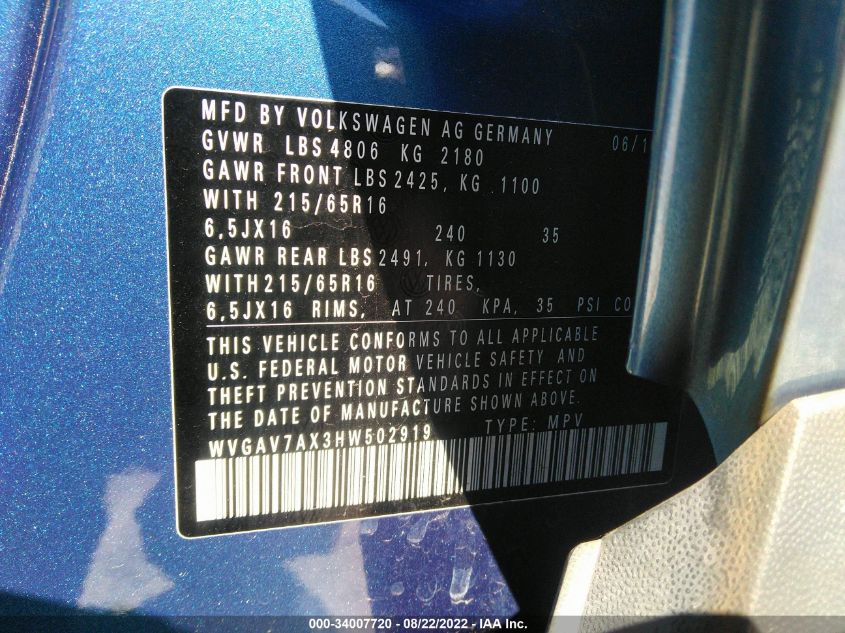 MFD BY VOLKSWAGEN AG GERMANY 06/1
GVWR LBS 4806 KG 2180
GAWR FRONT LBS 2425, KG 1100
WITH 215/65R16
6,5JX16 240 35
GAWR REAR LBS 2491, KG 1130
WITH 215/65R16 TIRES,
6,5JX16 RIMS, AT 240 KPA, 35 PSI CO
THIS VEHICLE CONFORMS TO ALL APPLICABLE
U.S. FEDERAL MOTOR VEHICLE SAFETY AND
THEFT PREVENTION STANDARDS IN EFFECT ON
THE DATE OF MANUFACTURE SHOWN ABOVE.
WVGAV7AX3HW502919 TYPE: MPV
000-34007720 - 08/22/2022 - IAA Inc.